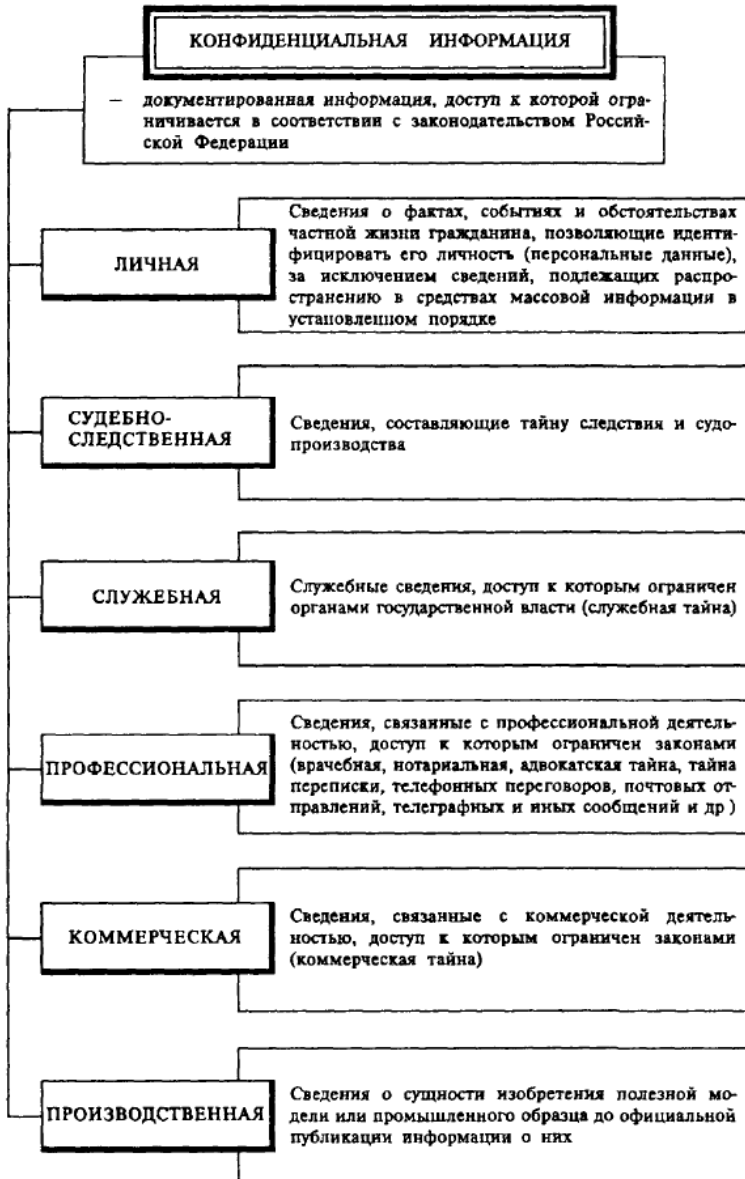 КОНФИДЕНЦИАЛЬНАЯ ИНФОРМАЦИЯ
— документированная информация, доступ к которой огра-
ничивается в соответствии с законодательством Россий-
ской Федерации
ЛИЧНАЯ
Сведения о фактах, событиях и обстоятельствах
частной жизни гражданина, позволяющие иденти-
фицировать его личность (персональные данные),
за исключением сведений, подлежащих распро-
странению в средствах массовой информации в
установленном порядке
СУДЕБНО-
СЛЕДСТВЕННАЯ
Сведения, составляющие тайну следствия и судо-
производства
СЛУЖЕБНАЯ
Служебные сведения, доступ к которым ограничен
органами государственной власти (служебная тайна)
ПРОФЕССИОНАЛЬНАЯ
Сведения, связанные с профессиональной деятель-
ностью, доступ к которым ограничен законами
(врачебная, нотариальная, адвокатская тайна, тайна
переписки, телефонных переговоров, почтовых от-
правлений, телеграфных и иных сообщений и др )
КОММЕРЧЕСКАЯ
Сведения, связанные с коммерческой деятель-
ностью, доступ к которым ограничен законами
(коммерческая тайна)
ПРОИЗВОДСТВЕННАЯ
Сведения о сущности изобретения полезной мо-
дели или промышленного образца до официальной
публикации информации о них